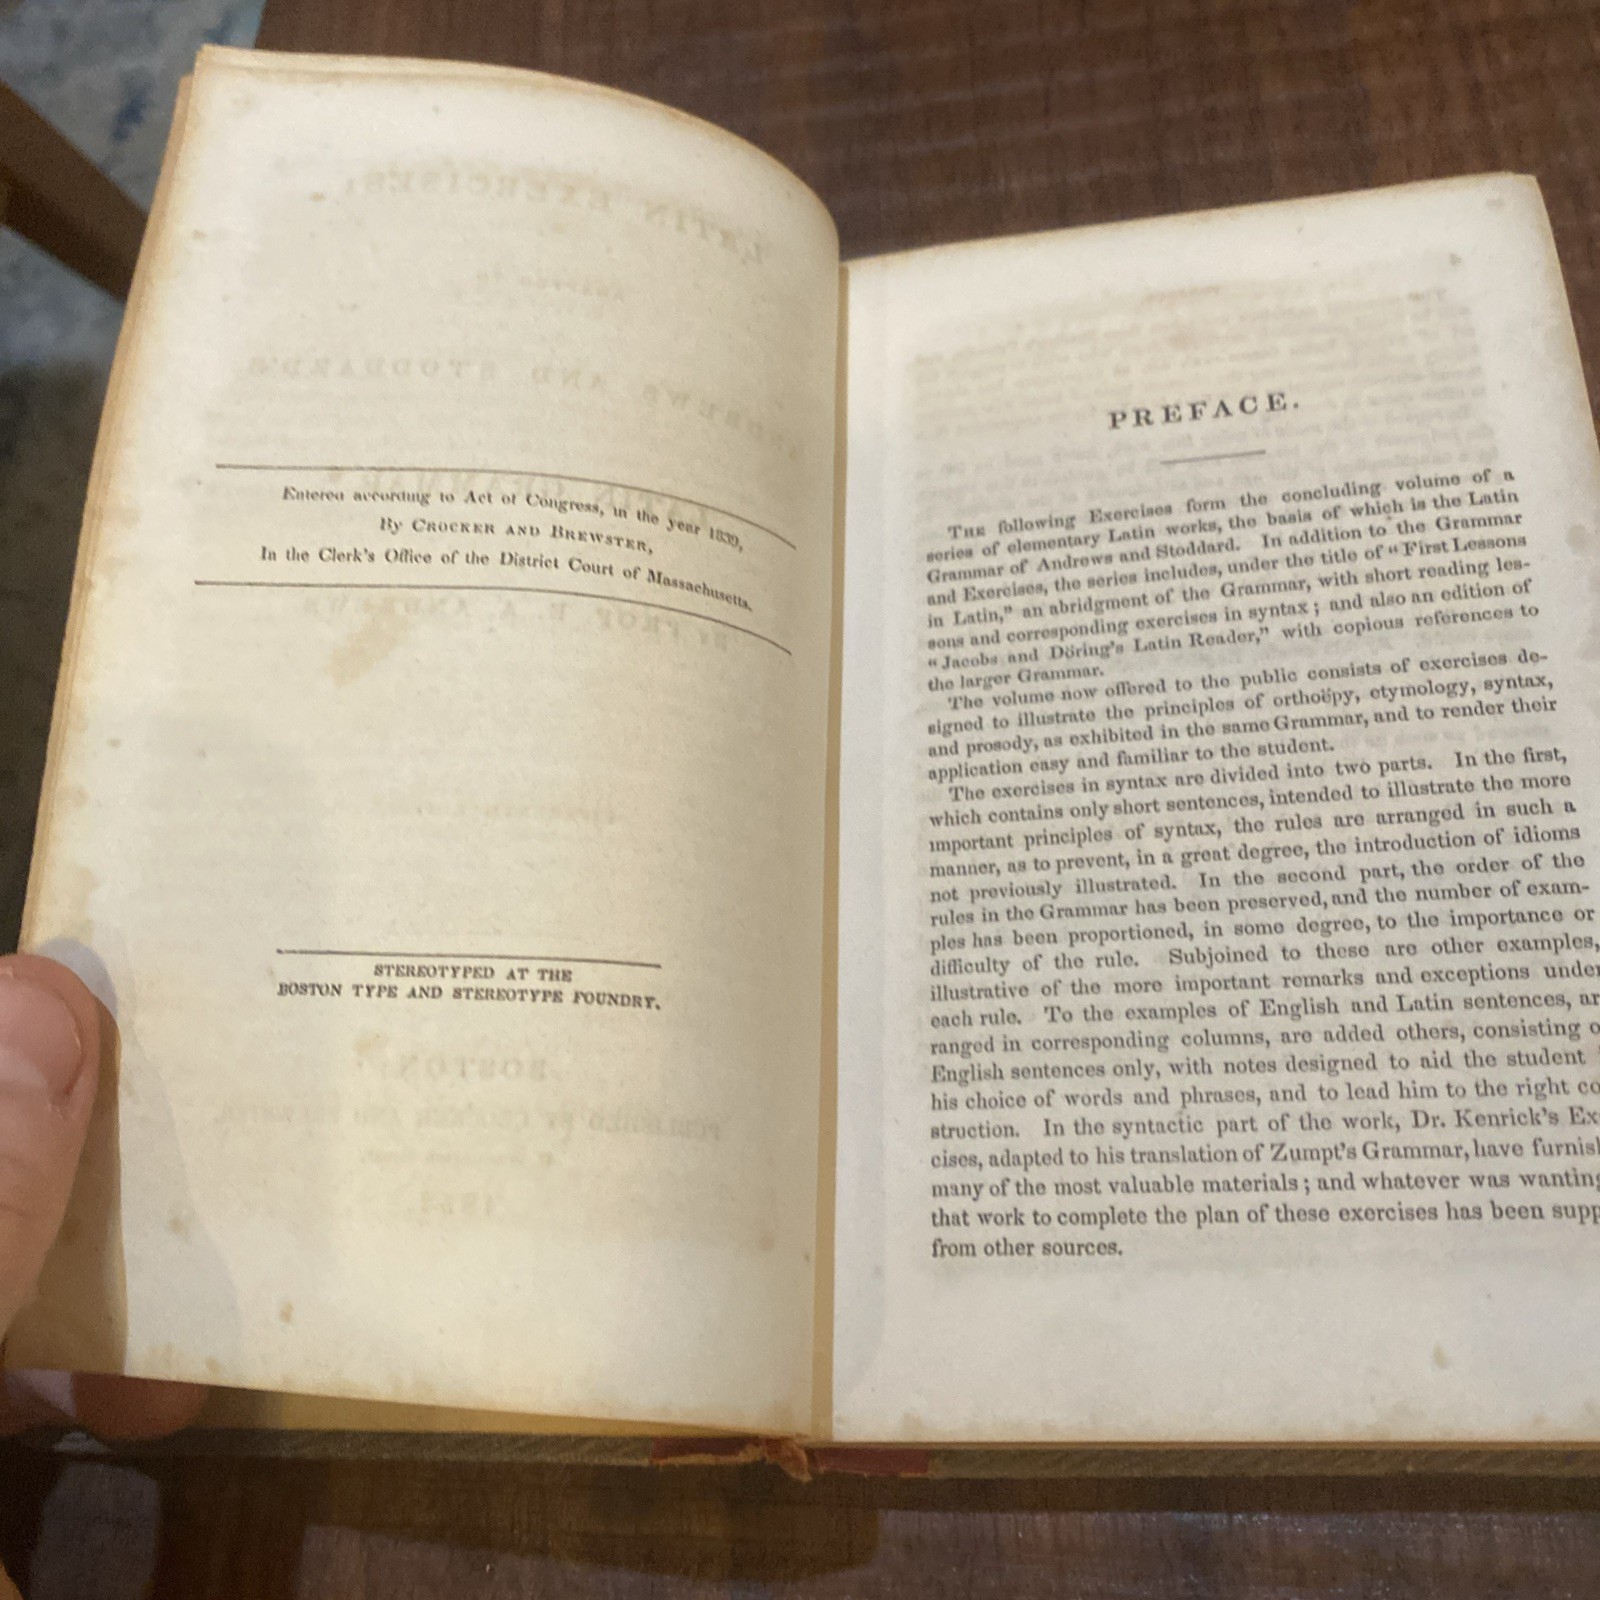 Entered according to Act of Congress, in the year 1839,
By CROCKER AND BREWSTER,
In the Clerk's Office of the District Court of Massachusetts.
STEREOTYPED AT THE
BOSTON TYPE AND STEREOTYPE FOUNDRY.
PREFACE.
THE following Exercises form the concluding volume of a
series of elementary Latin works, the basis of which is the Latin
Grammar of Andrews and Stoddard. In addition to the Grammar
and Exercises, the series includes, under the title of “First Lessons
in Latin,” an abridgment of the Grammar, with short reading les-
sons and corresponding exercises in syntax; and also an edition of
“Jacobs and Döring's Latin Reader,” with copious references to
the larger Grammar.
The volume now offered to the public consists of exercises de-
signed to illustrate the principles of orthoëpy, etymology, syntax,
and prosody, as exhibited in the same Grammar, and to render their
application easy and familiar to the student.
The exercises in syntax are divided into two parts. In the first,
which contains only short sentences, intended to illustrate the more
important principles of syntax, the rules are arranged in such a
manner, as to prevent, in a great degree, the introduction of idioms
not previously illustrated. In the second part, the order of the
rules in the Grammar has been preserved, and the number of exam-
ples has been proportioned, in some degree, to the importance or
difficulty of the rule. Subjoined to these are other examples,
illustrative of the more important remarks and exceptions under
each rule. To the examples of English and Latin sentences, ar
ranged in corresponding columns, are added others, consisting o
English sentences only, with notes designed to aid the student
his choice of words and phrases, and to lead him to the right co
struction. In the syntactic part of the work, Dr. Kenrick's Ex
cises, adapted to his translation of Zumpt's Grammar, have furnis
many of the most valuable materials; and whatever was wanting
that work to complete the plan of these exercises has been supp
from other sources.